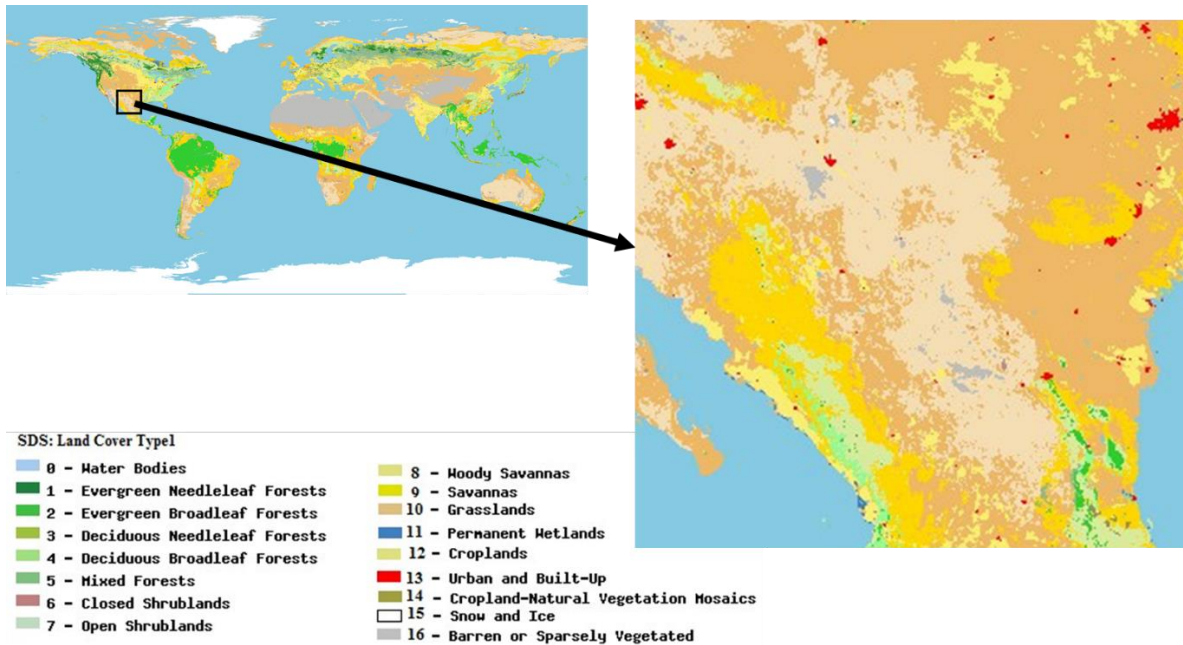 SDS: Land Cover Type1
0 - Water Bodies
1 - Evergreen Needleleaf Forests
2 - Evergreen Broadleaf Forests
3 - Deciduous Needleleaf Forests
4 - Deciduous Broadleaf Forests
5 - Mixed Forests
6 - Closed Shrublands
7 - Open Shrublands
8 - Woody Savannas
9 - Savannas
10 - Grasslands
11 - Permanent Wetlands
12 - Croplands
13 - Urban and Built-Up
14 - Cropland-Natural Vegetation Mosaics
15 - Snow and Ice
16 - Barren or Sparsely Vegetated